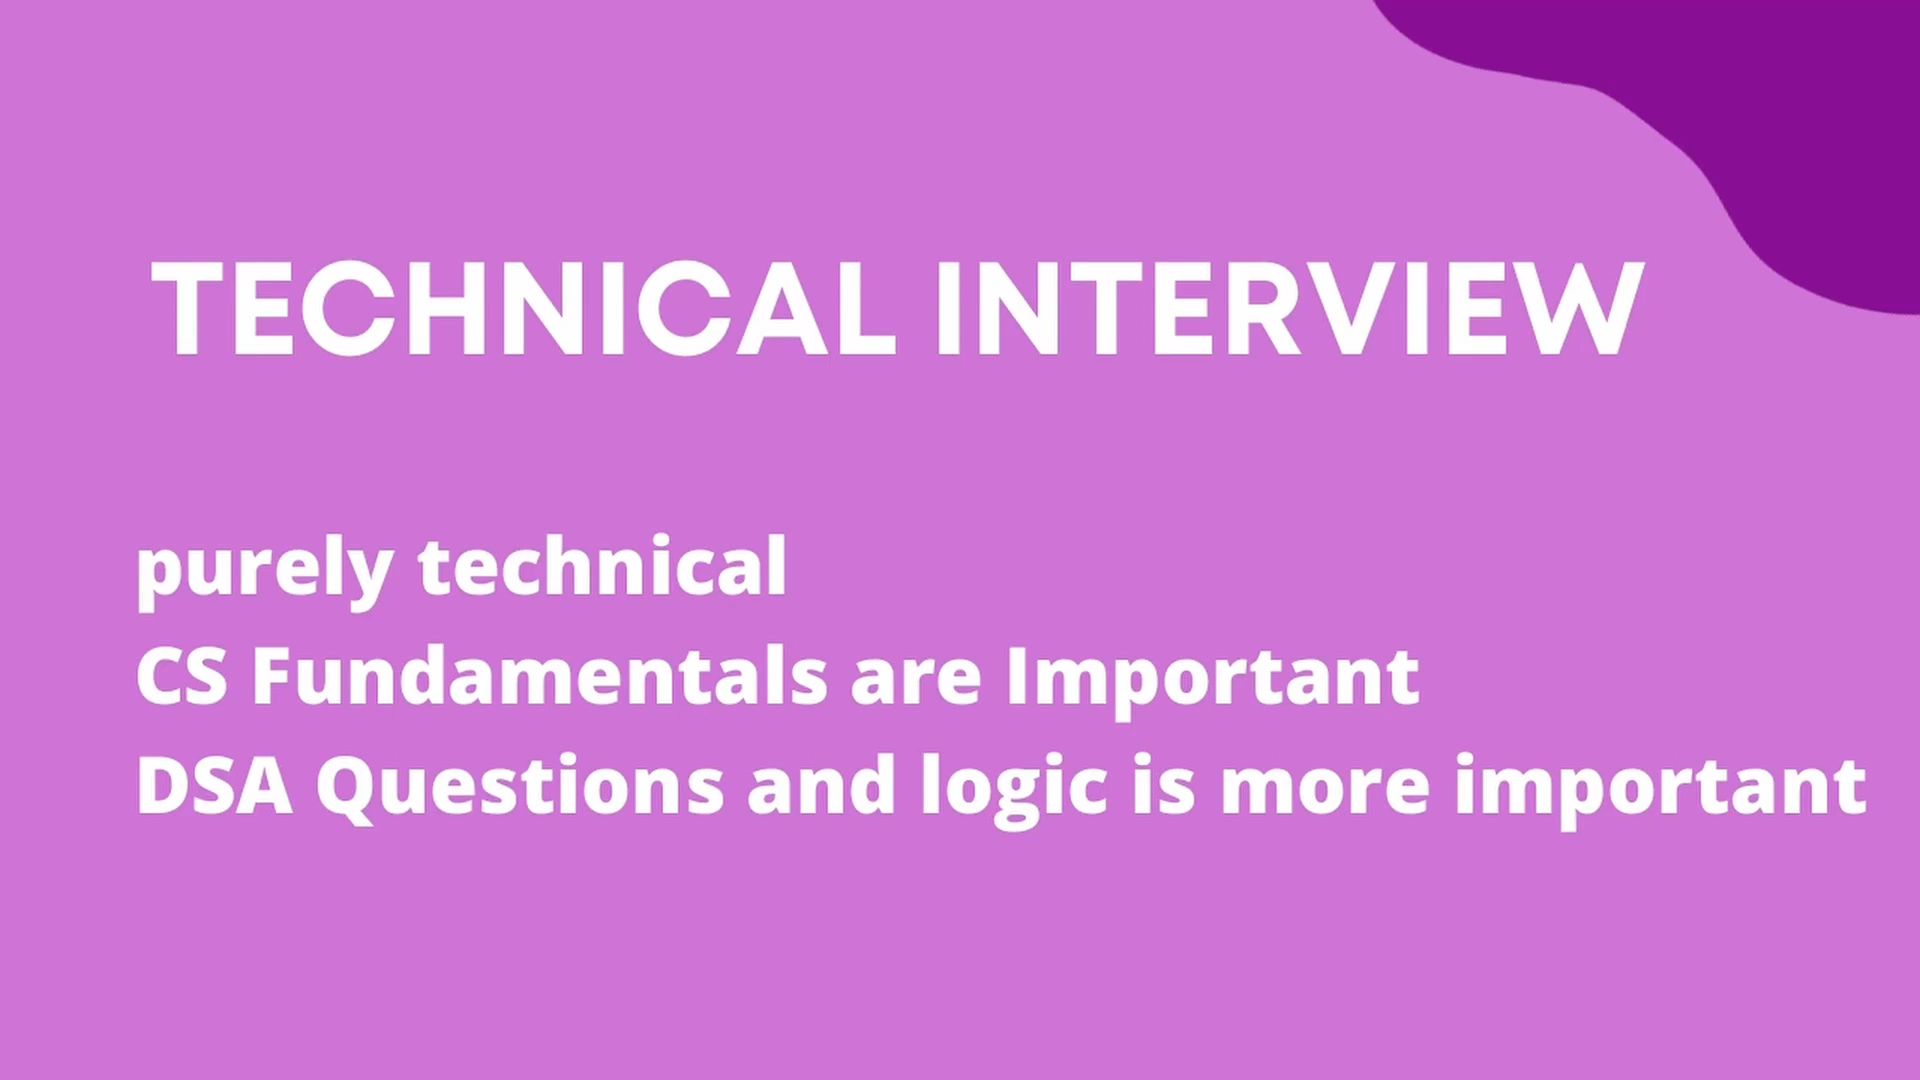 TECHNICAL INTERVIEW
purely technical
CS Fundamentals are Important
DSA Questions and logic is more important